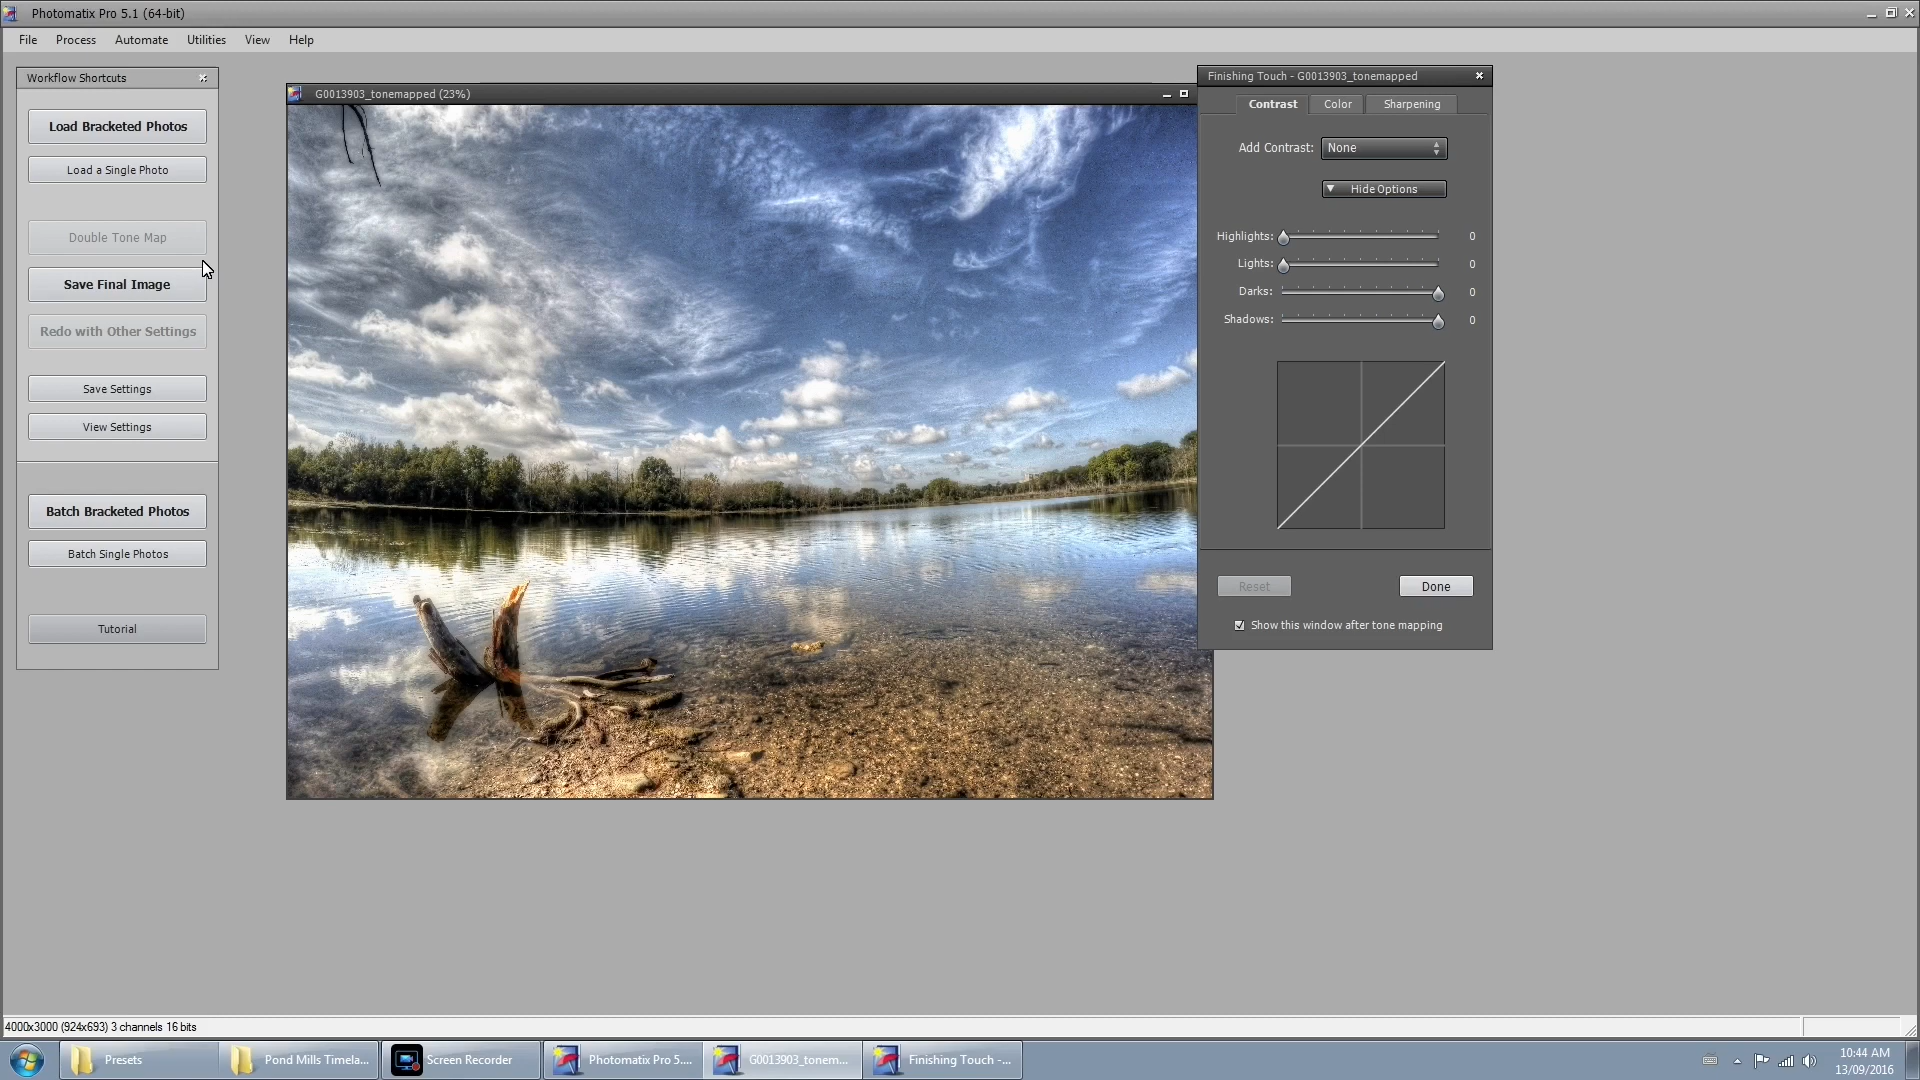 Photomatix Pro 5.1 (64-bit)
File Process Automate Utilities View Help
Workflow Shortcuts
Load Bracketed Photos
Load a Single Photo
Double Tone Map
Save Final Image
Redo with Other Settings
Save Settings
View Settings
Batch Bracketed Photos
Batch Single Photos
Tutorial
G0013903_tonemapped (23%)
Finishing Touch - G0013903_tonemapped
Contrast Color Sharpening
Add Contrast: None
Hide Options
Highlights: 0
Lights: 0
Darks: 0
Shadows: 0
Reset Done
Show this window after tone mapping
4000x3000 (924x693) 3 channels 16 bits
Presets Pond Mills Timela... Screen Recorder Photomatix Pro 5.... G0013903_tonem... Finishing Touch -...
10:44 AM
13/09/2016